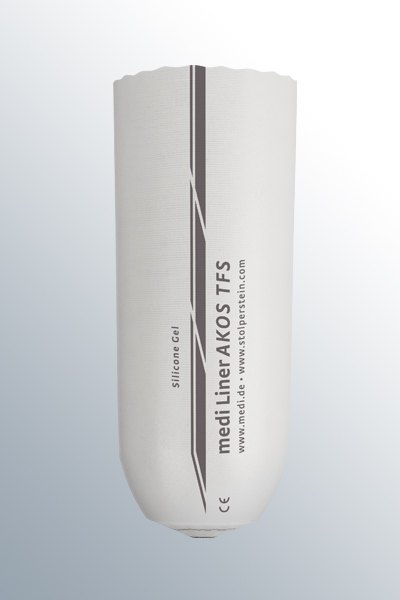 Silicone Gel
medi Liner AKOS TFS
www.medi.de • www.stolperstein.com
CE